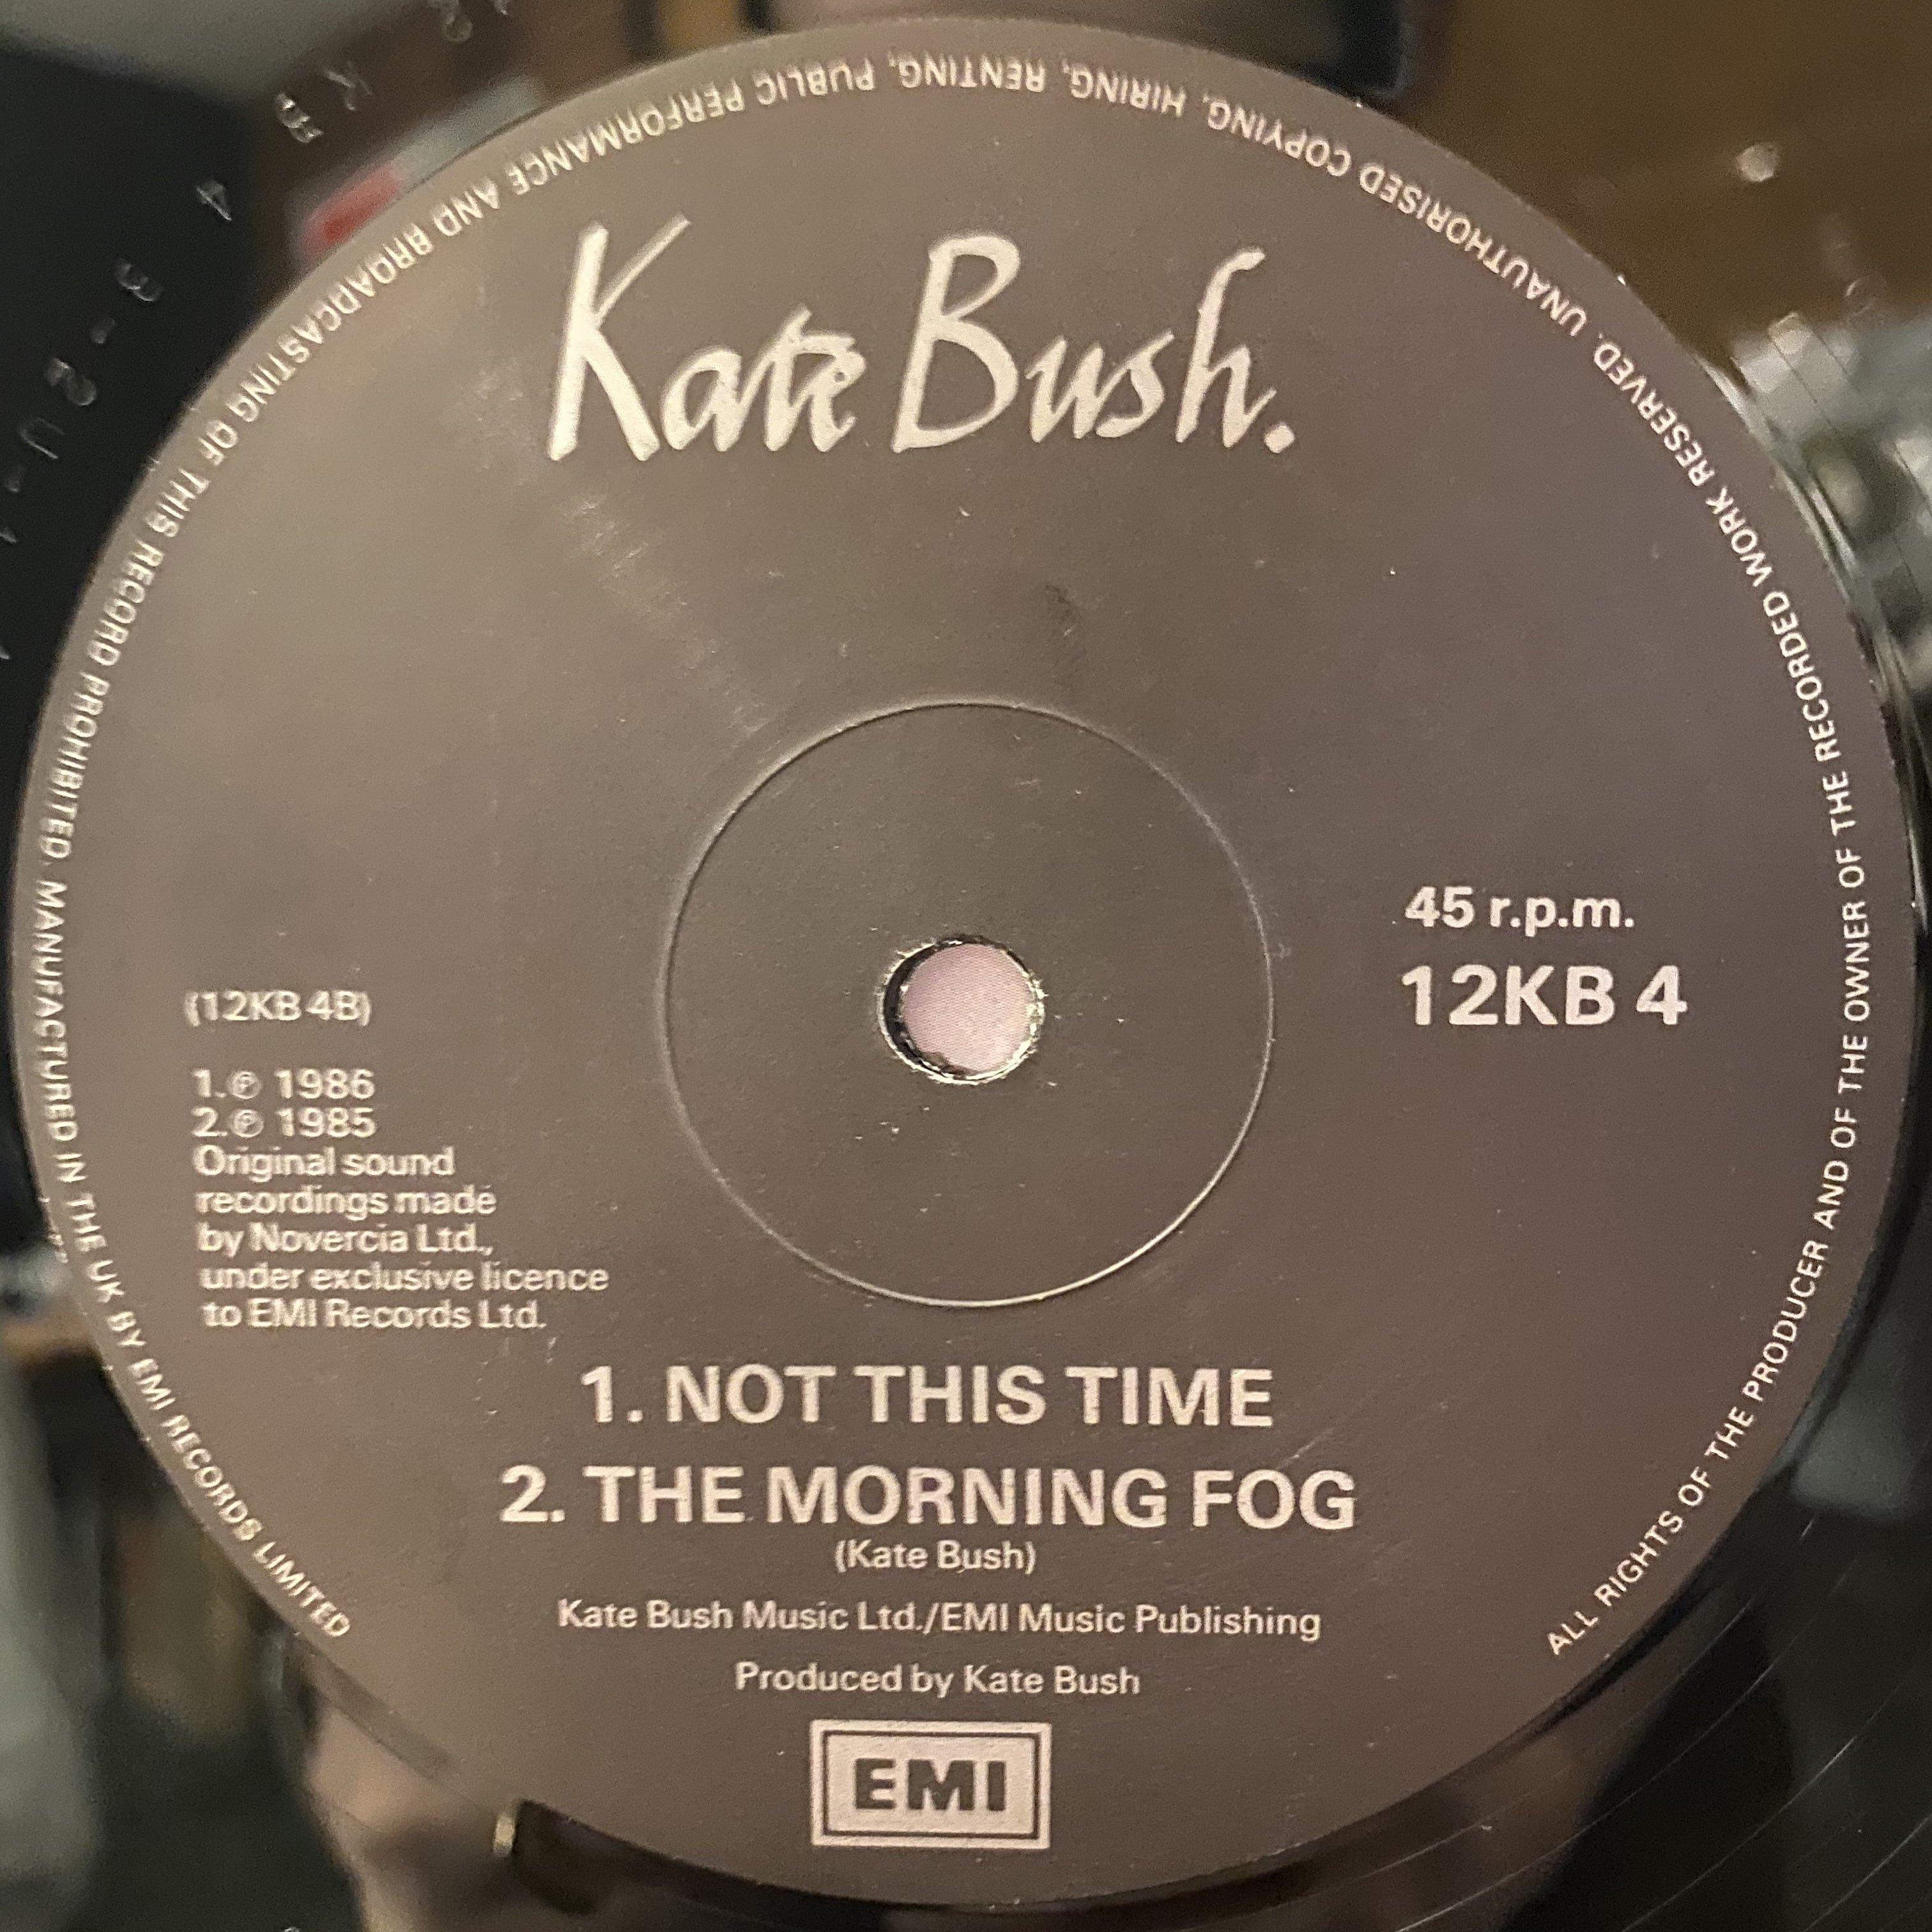 Kate Bush.
45 r.p.m.
12KB 4
(12KB 4B)
1.℗ 1986
2.℗ 1985
Original sound
recordings made
by Novercia Ltd.,
under exclusive licence
to EMI Records Ltd.
1. NOT THIS TIME
2. THE MORNING FOG
(Kate Bush)
Kate Bush Music Ltd./EMI Music Publishing
Produced by Kate Bush
EMI
ALL RIGHTS OF THE PRODUCER AND OF THE OWNER OF THE RECORDED WORK RESERVED. UNAUTHORISED COPYING, HIRING, RENTING, PUBLIC PERFORMANCE AND BROADCASTING OF THIS RECORD PROHIBITED. MANUFACTURED IN THE UK BY EMI RECORDS LIMITED